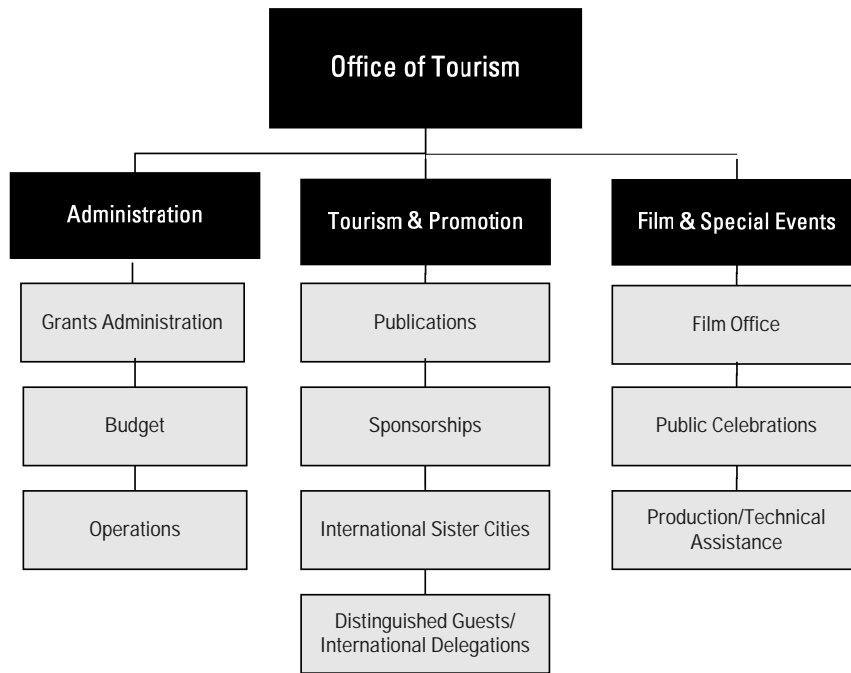 Office of Tourism
Administration
Tourism & Promotion
Film & Special Events
Grants Administration
Publications
Film Office
Budget
Sponsorships
Public Celebrations
Operations
International Sister Cities
Production/Technical
Assistance
Distinguished Guests/
International Delegations